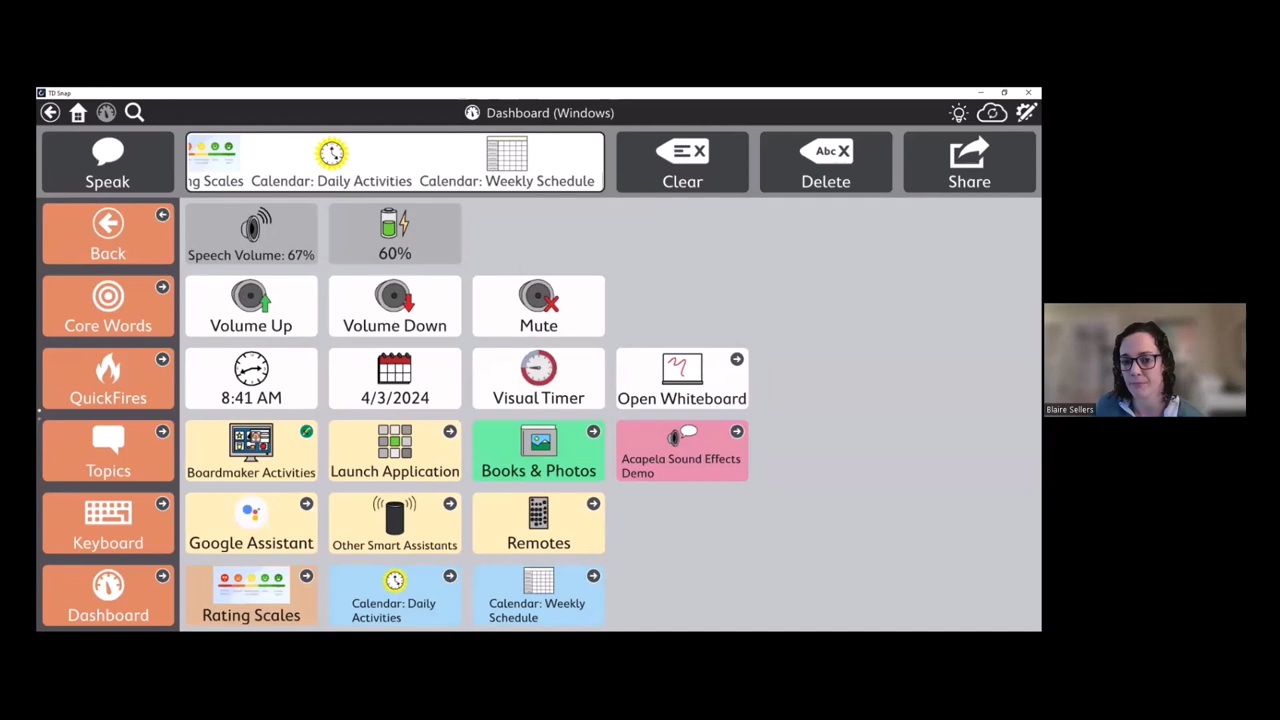 TD Snap
Dashboard (Windows)
Speak
ng Scales Calendar: Daily Activities Calendar: Weekly Schedule
Clear
Abc X
Delete
Share
Back
Speech Volume: 67%
60%
Core Words
Volume Up
Volume Down
Mute
QuickFires
8:41 AM
4/3/2024
Visual Timer
Open Whiteboard
Topics
Boardmaker Activities
Launch Application
Books & Photos
Acapela Sound Effects
Demo
Keyboard
Google Assistant
Other Smart Assistants
Remotes
Dashboard
Rating Scales
Calendar: Daily
Activities
Calendar: Weekly
Schedule
Blaire Sellers